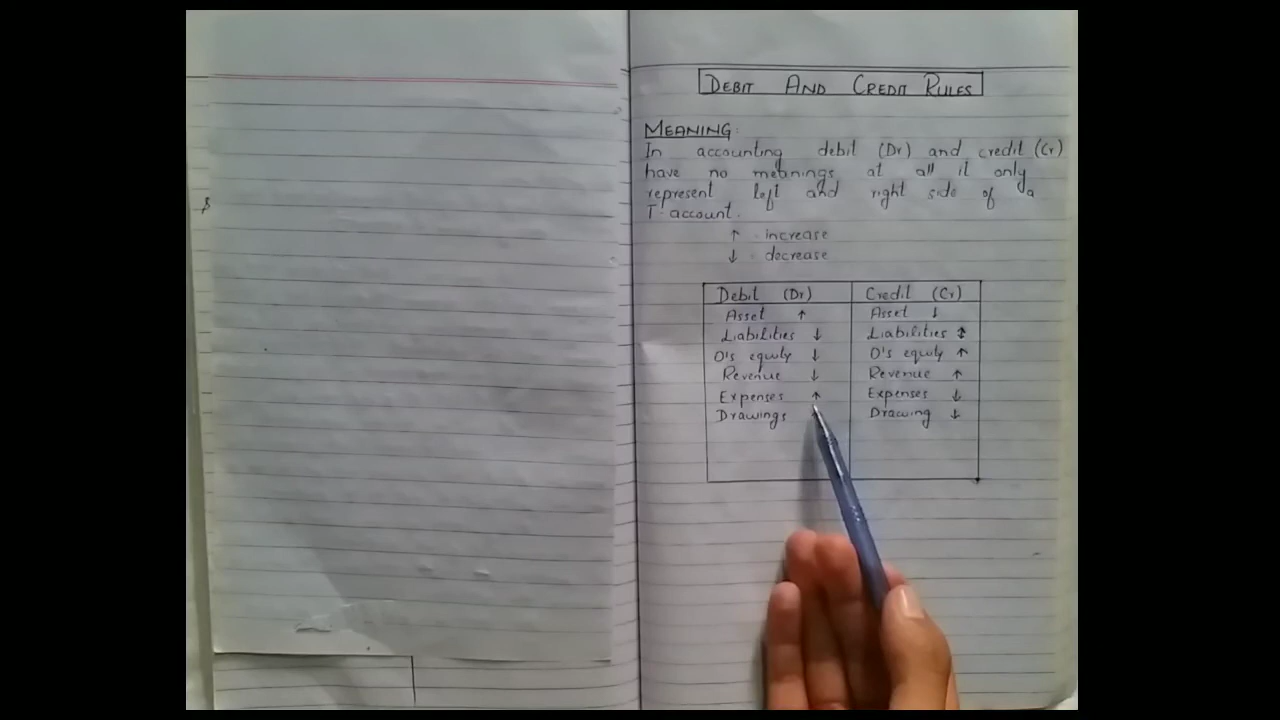 DEBIT AND CREDIT RULES
MEANING:
In accounting debit (Dr) and credit (Cr)
have no meanings at all it only
represent left and right side of a
T-account.
↑ - increase
↓ - decrease
Debit (Dr) Credit (Cr)
Asset ↑ Asset ↓
Liabilities ↓ Liabilities ↕
O's equity ↓ O's equity ↑
Revenue ↓ Revenue ↑
Expenses ↑ Expenses ↓
Drawings Drawing ↓